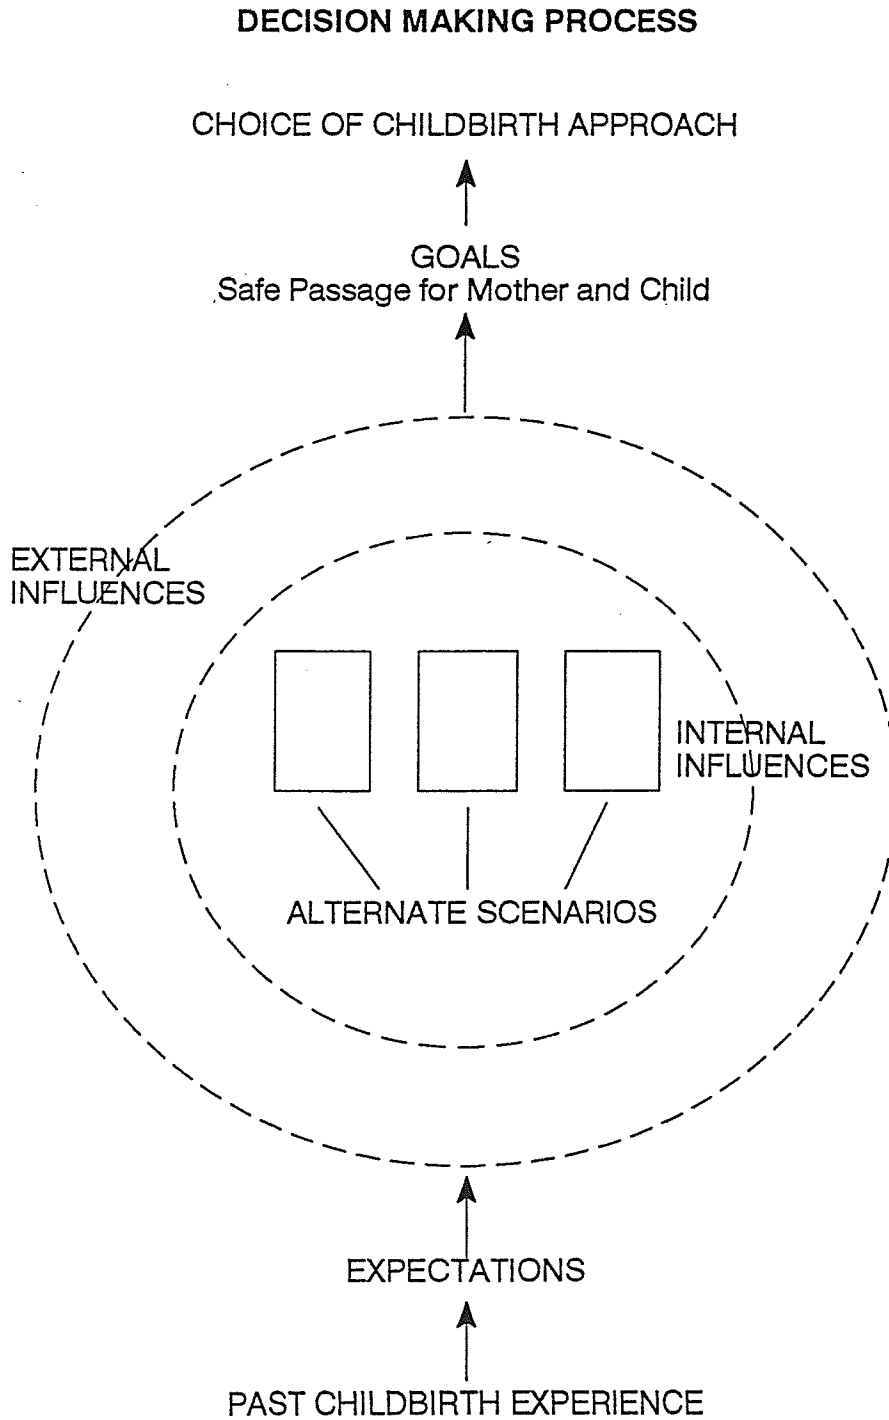 DECISION MAKING PROCESS
CHOICE OF CHILDBIRTH APPROACH
GOALS
Safe Passage for Mother and Child
EXTERNAL
INFLUENCES
INTERNAL
INFLUENCES
ALTERNATE SCENARIOS
EXPECTATIONS
PAST CHILDBIRTH EXPERIENCE